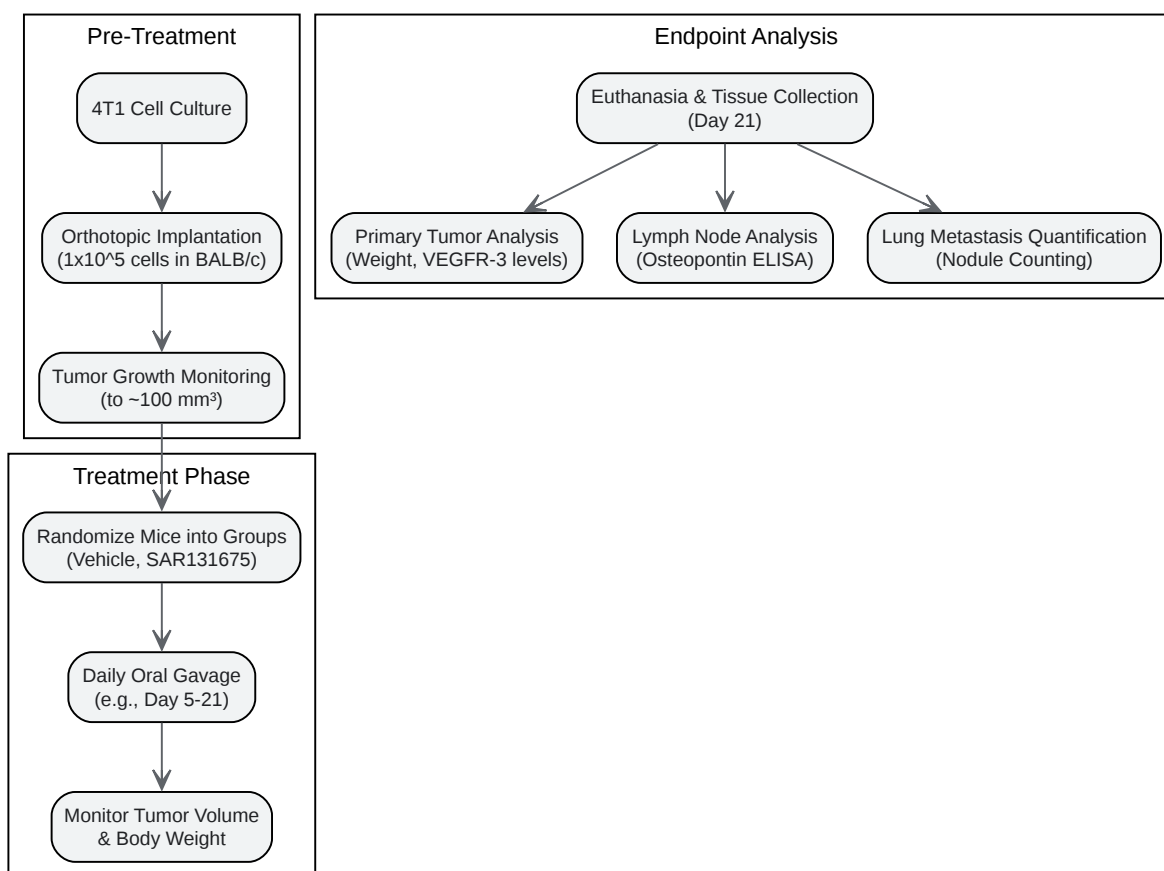 Pre-Treatment
4T1 Cell Culture
Orthotopic Implantation
(1x10^5 cells in BALB/c)
Tumor Growth Monitoring
(to ~100 mm³)
Treatment Phase
Randomize Mice into Groups
(Vehicle, SAR131675)
Daily Oral Gavage
(e.g., Day 5-21)
Monitor Tumor Volume
& Body Weight
Endpoint Analysis
Euthanasia & Tissue Collection
(Day 21)
Primary Tumor Analysis
(Weight, VEGFR-3 levels)
Lymph Node Analysis
(Osteopontin ELISA)
Lung Metastasis Quantification
(Nodule Counting)